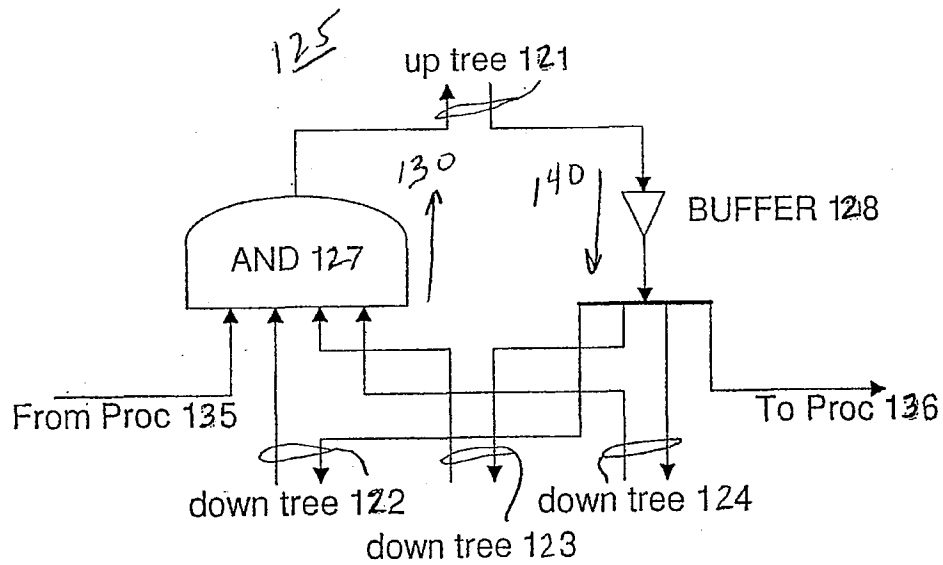 125
up tree 121
130
140
BUFFER 128
AND 127
From Proc 135
To Proc 136
down tree 122
down tree 124
down tree 123